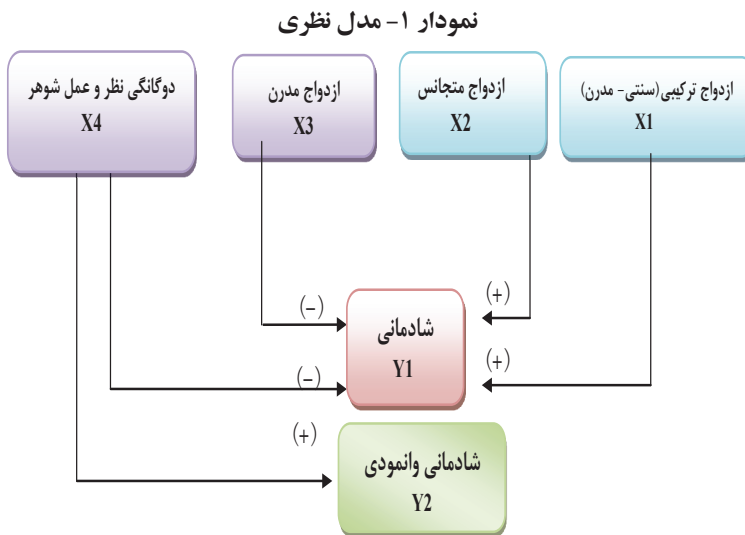 نمودار ۱- مدل نظری
ازدواج ترکیبی(سنتی- مدرن)
X1
ازدواج متجانس
X2
ازدواج مدرن
X3
دوگانگی نظر و عمل شوهر
X4
(+)
(–)
شادمانی
Y1
(+)
(–)
(+)
شادمانی وانمودی
Y2